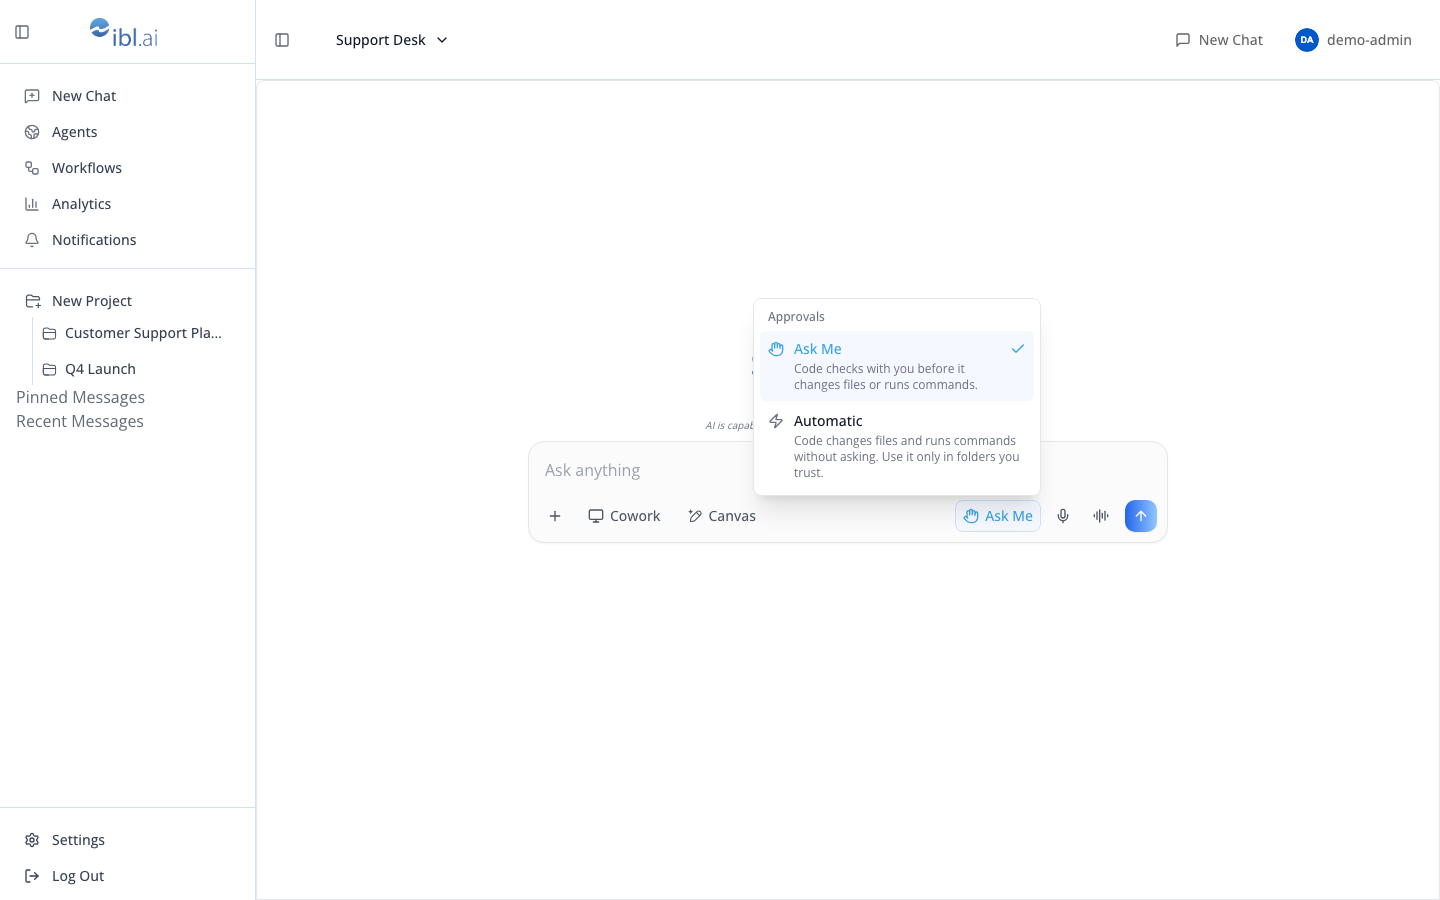 ibl.ai
Support Desk
New Chat
demo-admin
DA
New Chat
Agents
Workflows
Analytics
Notifications
New Project
Customer Support Pla...
Q4 Launch
Pinned Messages
Recent Messages
Settings
Log Out
Approvals
Ask Me
Code checks with you before it
changes files or runs commands.
Automatic
Code changes files and runs commands
without asking. Use it only in folders you
trust.
AI is
Ask anything
Cowork
Canvas
Ask Me